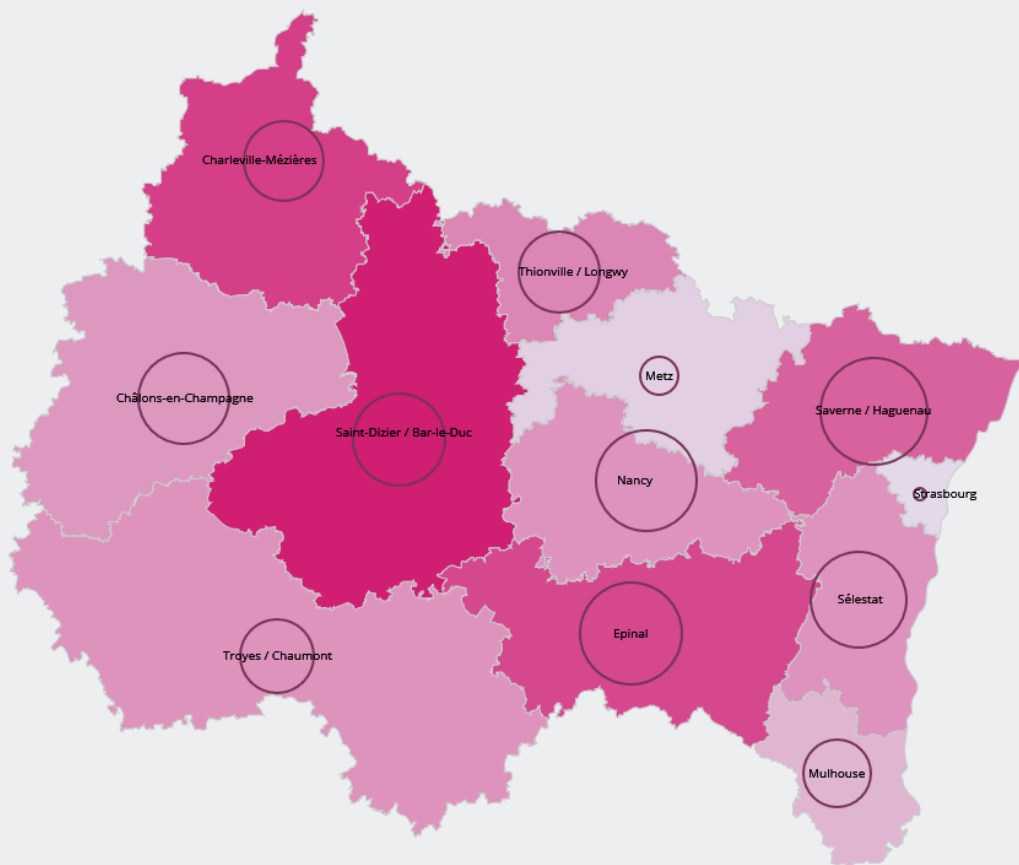 Charleville-Mézières
Thionville / Longwy
Metz
Châlons-en-Champagne
Saverne / Haguenau
Saint-Dizier / Bar-le-Duc
Nancy
Strasbourg
Sélestat
Epinal
Troyes / Chaumont
Mulhouse